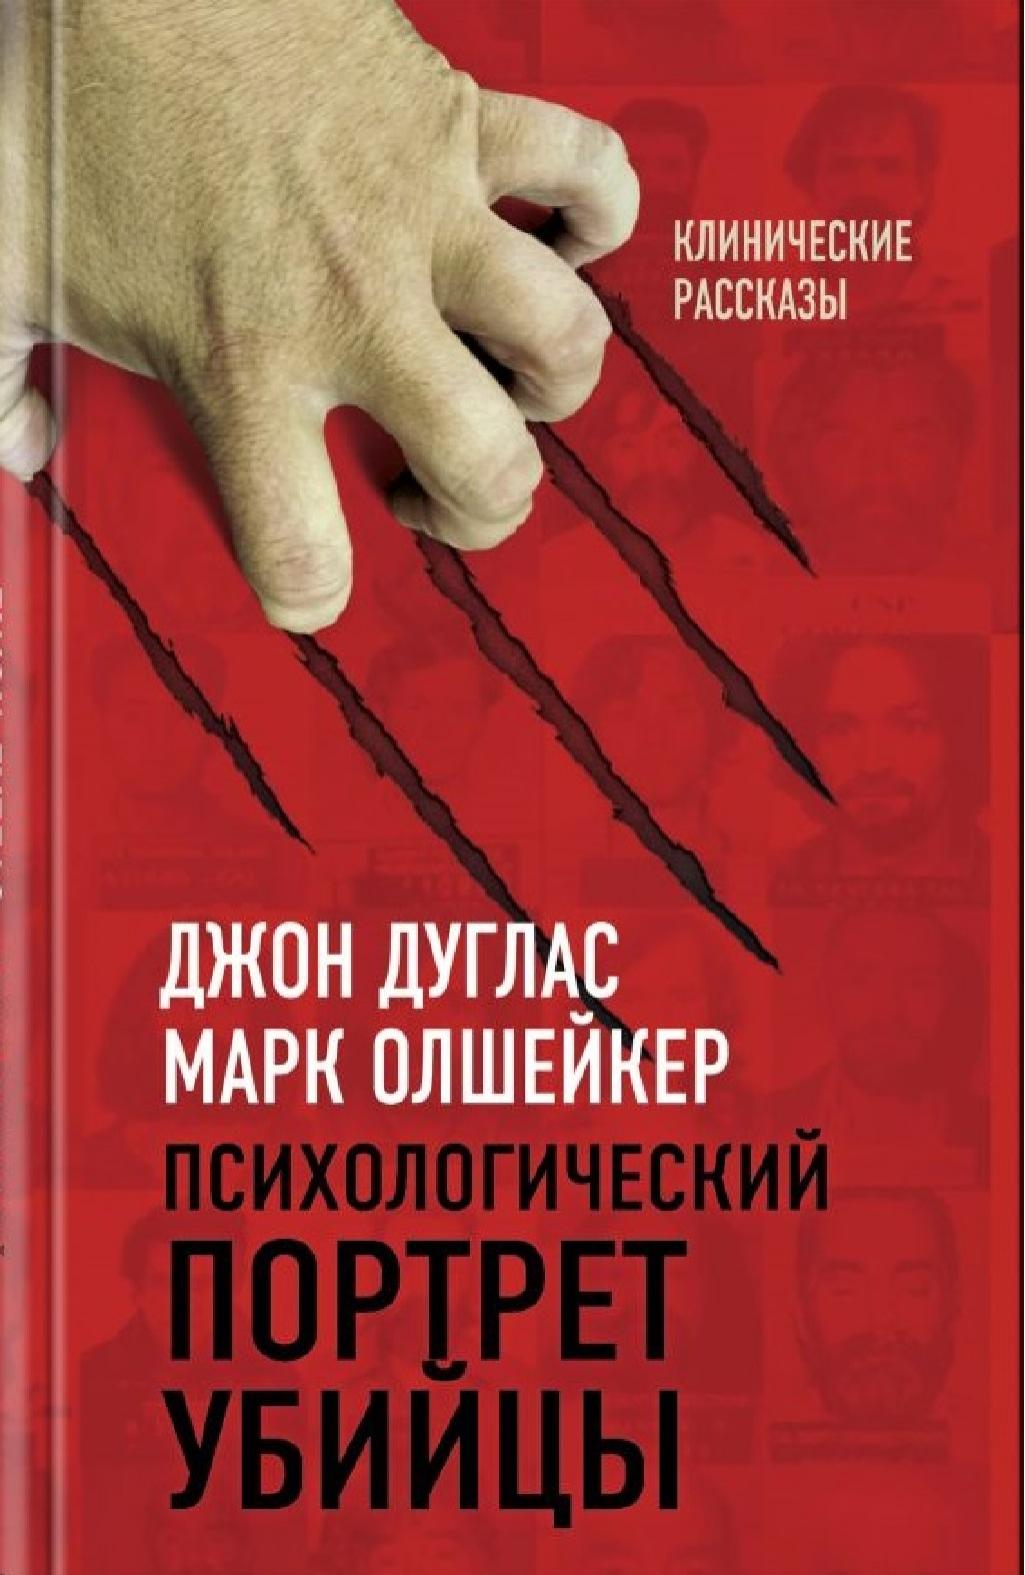 КЛИНИЧЕСКИЕ
РАССКАЗЫ
ДЖОН ДУГЛАС
МАРК ОЛШЕЙКЕР
ПСИХОЛОГИЧЕСКИЙ
ПОРТРЕТ
УБИЙЦЫ